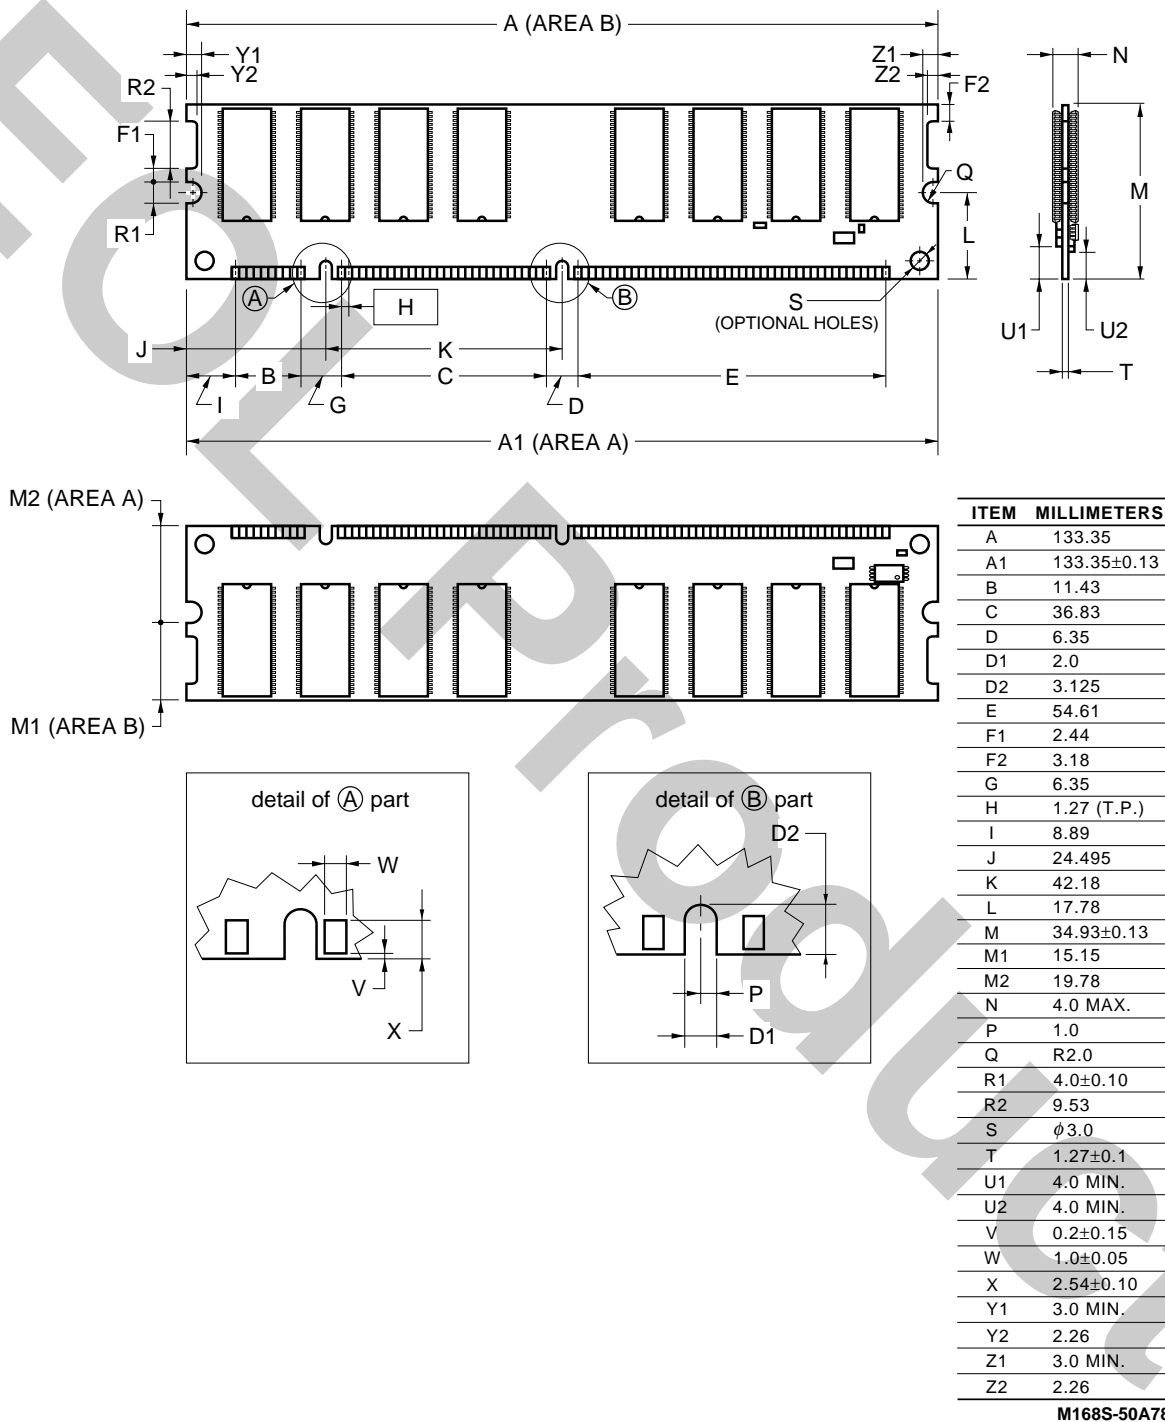 A (AREA B)
Y1
Z1
N
Y2
Z2
R2
F2
F1
Q
M
R1
L
A
H
B
S
(OPTIONAL HOLES)
U1
U2
J
K
B
C
E
T
I
G
D
A1 (AREA A)
M2 (AREA A)
M1 (AREA B)
detail of A part
W
V
X
detail of B part
D2
P
D1
ITEM MILLIMETERS
A 133.35
A1 133.35±0.13
B 11.43
C 36.83
D 6.35
D1 2.0
D2 3.125
E 54.61
F1 2.44
F2 3.18
G 6.35
H 1.27 (T.P.)
I 8.89
J 24.495
K 42.18
L 17.78
M 34.93±0.13
M1 15.15
M2 19.78
N 4.0 MAX.
P 1.0
Q R2.0
R1 4.0±0.10
R2 9.53
S ϕ3.0
T 1.27±0.1
U1 4.0 MIN.
U2 4.0 MIN.
V 0.2±0.15
W 1.0±0.05
X 2.54±0.10
Y1 3.0 MIN.
Y2 2.26
Z1 3.0 MIN.
Z2 2.26
M168S-50A78
EOL Product